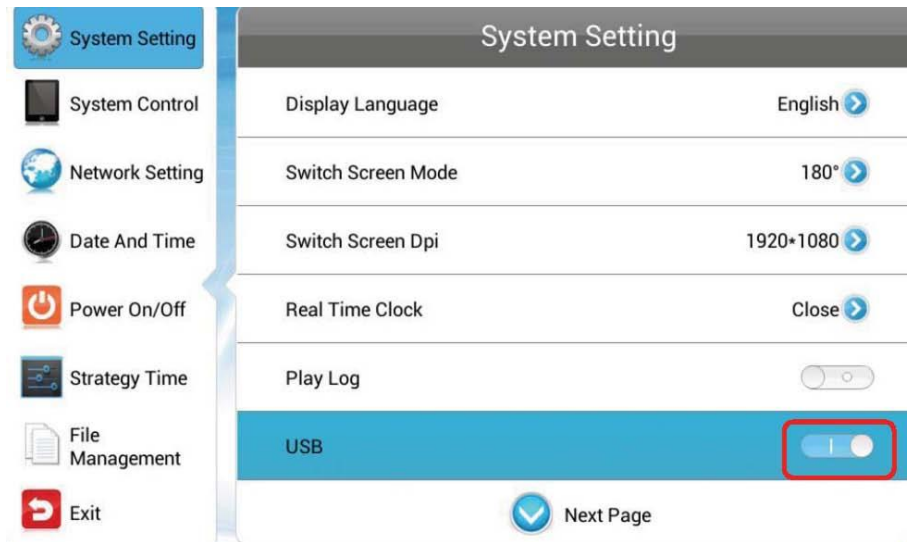 System Setting
System Control
Network Setting
Date And Time
Power On/Off
Strategy Time
File
Management
Exit
System Setting
Display Language English
Switch Screen Mode 180°
Switch Screen Dpi 1920*1080
Real Time Clock Close
Play Log
USB
Next Page